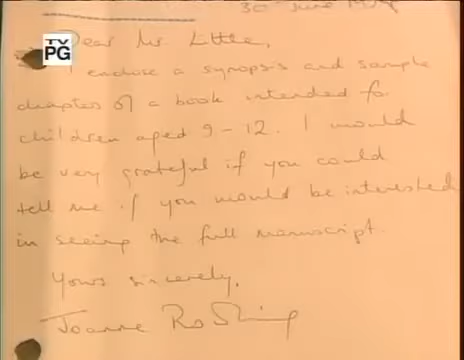 30 June
Dear Mr. Little,
TV
PG
I enclose a synopsis and sample
chapters of a book intended for
children aged 9-12. I would
be very grateful if you could
tell me if you would be interested
in seeing the full manuscript.
Yours sincerely,
Joanne Rowling